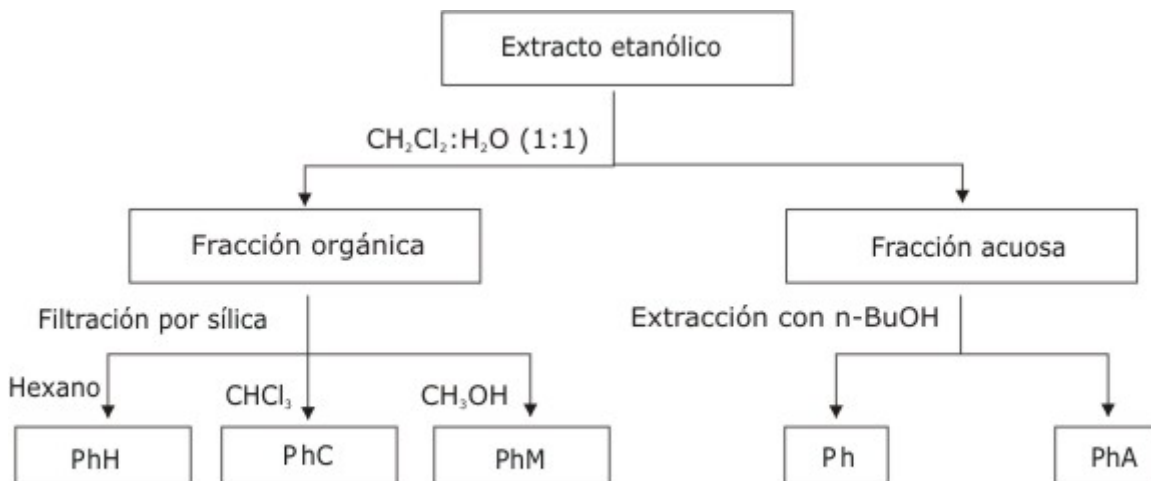 Extracto etanólico
CH₂Cl₂:H₂O (1:1)
Fracción orgánica
Fracción acuosa
Filtración por sílica
Extracción con n-BuOH
Hexano
CHCl₃
CH₃OH
PhH
PhC
PhM
Ph
PhA